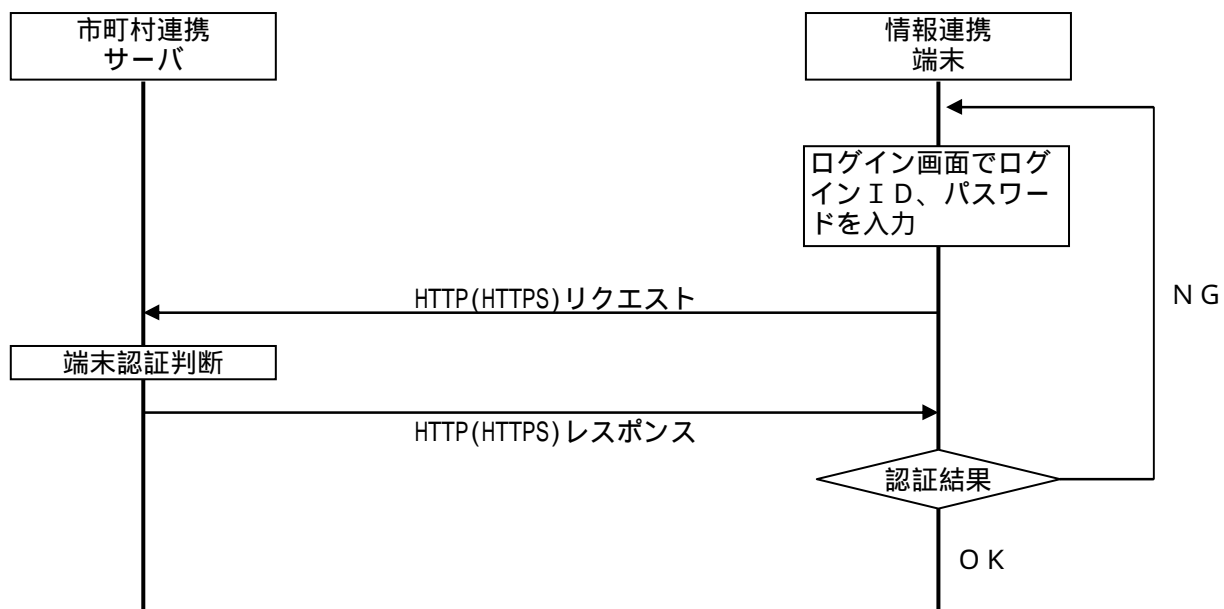 市町村連携
サーバ
情報連携
端末
ログイン画面でログ
インＩＤ、パスワー
ドを入力
HTTP(HTTPS)リクエスト
ＮＧ
端末認証判断
HTTP(HTTPS)レスポンス
認証結果
ＯＫ